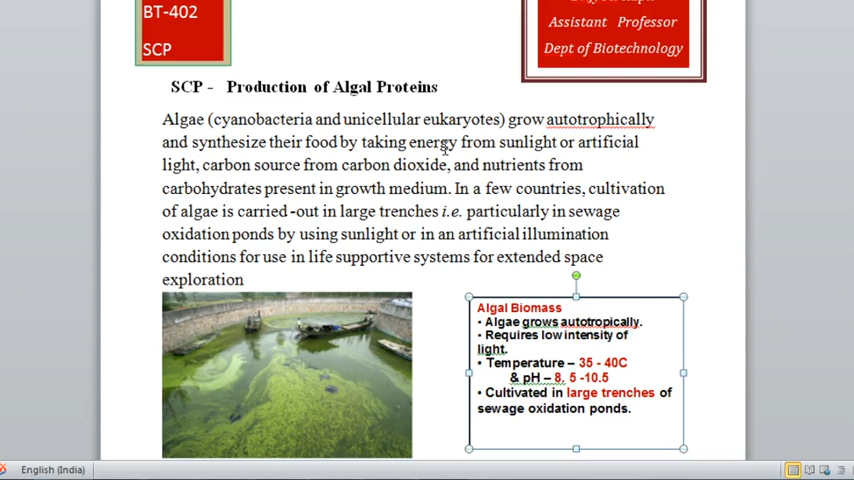 BT-402
SCP
Assistant Professor
Dept of Biotechnology
SCP - Production of Algal Proteins
Algae (cyanobacteria and unicellular eukaryotes) grow autotrophically
and synthesize their food by taking energy from sunlight or artificial
light, carbon source from carbon dioxide, and nutrients from
carbohydrates present in growth medium. In a few countries, cultivation
of algae is carried -out in large trenches i.e. particularly in sewage
oxidation ponds by using sunlight or in an artificial illumination
conditions for use in life supportive systems for extended space
exploration
Algal Biomass
• Algae grows autotropically.
• Requires low intensity of
light.
• Temperature – 35 - 40C
& pH – 8. 5 -10.5
• Cultivated in large trenches of
sewage oxidation ponds.
English (India)